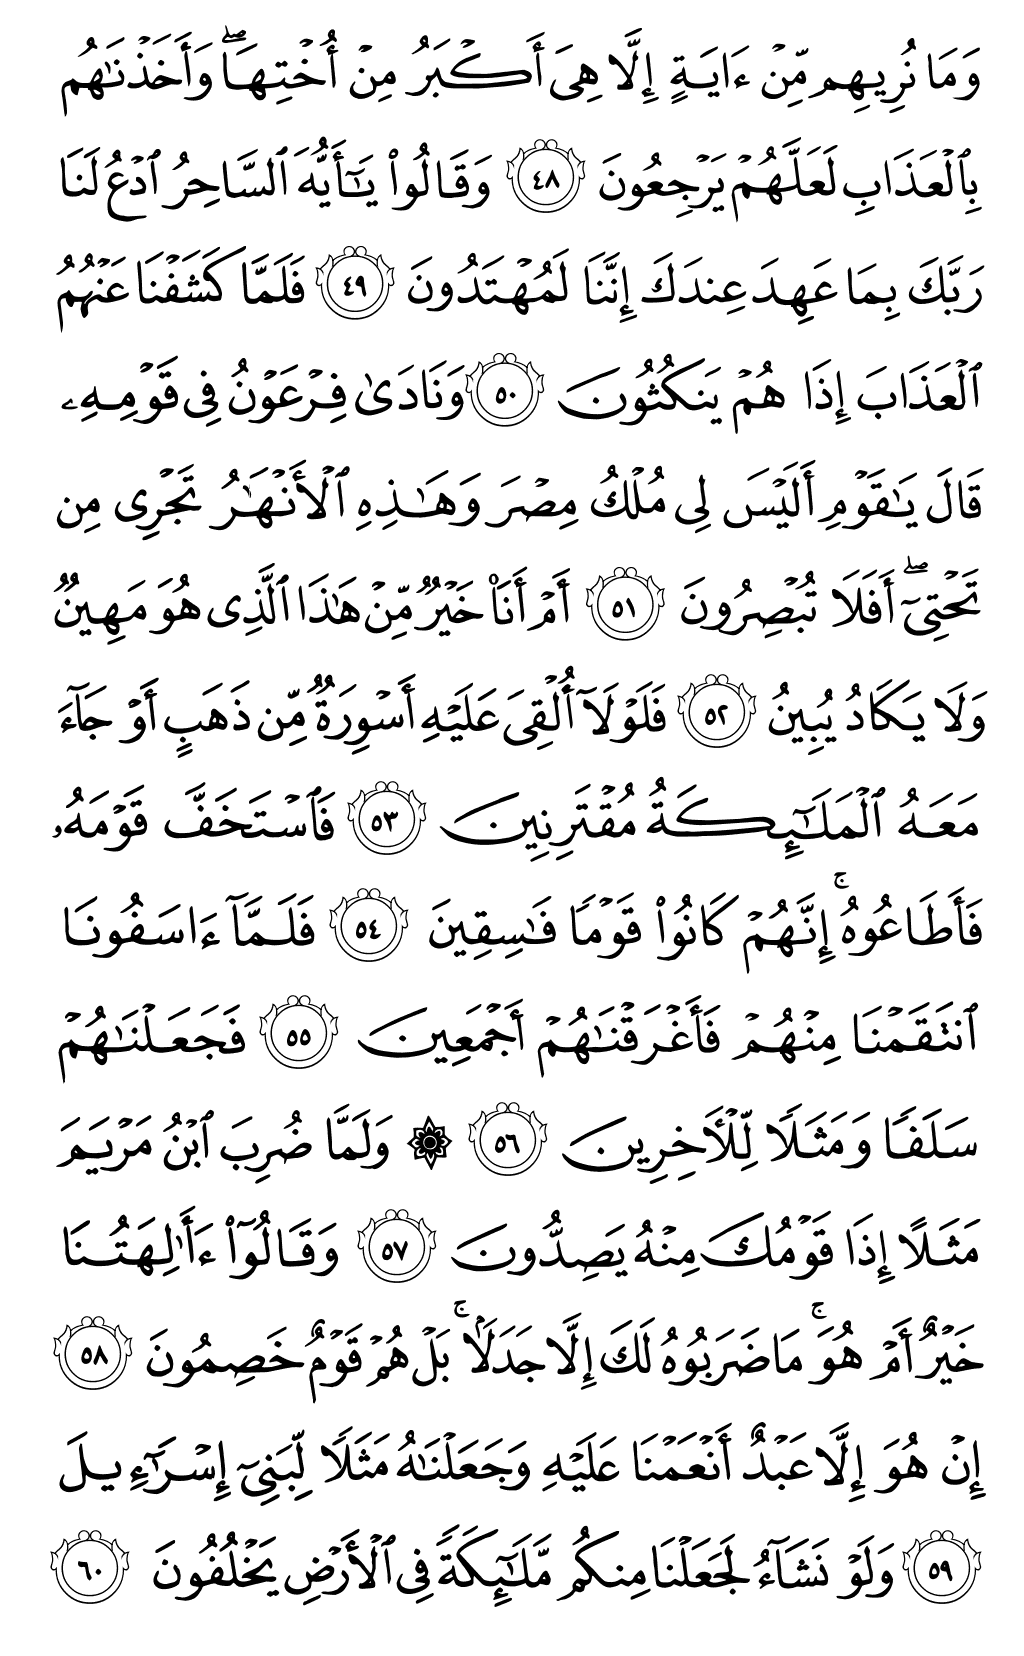 وَمَا نُرِيهِم مِّنۡ ءَايَةٍ إِلَّا هِىَ أَكۡبَرُ مِنۡ أُخۡتِهَاۖ وَأَخَذۡنَٰهُم
بِٱلۡعَذَابِ لَعَلَّهُمۡ يَرۡجِعُونَ ٤٨ وَقَالُوا۟ يَٰٓأَيُّهَ ٱلسَّاحِرُ ٱدۡعُ لَنَا
رَبَّكَ بِمَا عَهِدَ عِندَكَ إِنَّنَا لَمُهۡتَدُونَ ٤٩ فَلَمَّا كَشَفۡنَا عَنۡهُمُ
ٱلۡعَذَابَ إِذَا هُمۡ يَنكُثُونَ ٥٠ وَنَادَىٰ فِرۡعَوۡنُ فِى قَوۡمِهِۦ
قَالَ يَٰقَوۡمِ أَلَيۡسَ لِى مُلۡكُ مِصۡرَ وَهَٰذِهِ ٱلۡأَنۡهَٰرُ تَجۡرِى مِن
تَحۡتِىٓۖ أَفَلَا تُبۡصِرُونَ ٥١ أَمۡ أَنَا۠ خَيۡرٌ مِّنۡ هَٰذَا ٱلَّذِى هُوَ مَهِينٌ
وَلَا يَكَادُ يُبِينُ ٥٢ فَلَوۡلَآ أُلۡقِىَ عَلَيۡهِ أَسۡوِرَةٌ مِّن ذَهَبٍ أَوۡ جَآءَ
مَعَهُ ٱلۡمَلَٰٓئِكَةُ مُقۡتَرِنِينَ ٥٣ فَٱسۡتَخَفَّ قَوۡمَهُۥ
فَأَطَاعُوهُۚ إِنَّهُمۡ كَانُوا۟ قَوۡمًا فَٰسِقِينَ ٥٤ فَلَمَّآ ءَاسَفُونَا
ٱنتَقَمۡنَا مِنۡهُمۡ فَأَغۡرَقۡنَٰهُمۡ أَجۡمَعِينَ ٥٥ فَجَعَلۡنَٰهُمۡ
سَلَفًا وَمَثَلًا لِّلۡأٓخِرِينَ ٥٦ ۞ وَلَمَّا ضُرِبَ ٱبۡنُ مَرۡيَمَ
مَثَلًا إِذَا قَوۡمُكَ مِنۡهُ يَصِدُّونَ ٥٧ وَقَالُوٓا۟ ءَأَٰلِهَتُنَا
خَيۡرٌ أَمۡ هُوَۚ مَا ضَرَبُوهُ لَكَ إِلَّا جَدَلَۢاۚ بَلۡ هُمۡ قَوۡمٌ خَصِمُونَ ٥٨
إِنۡ هُوَ إِلَّا عَبۡدٌ أَنۡعَمۡنَا عَلَيۡهِ وَجَعَلۡنَٰهُ مَثَلًا لِّبَنِىٓ إِسۡرَٰٓءِيلَ
٥٩ وَلَوۡ نَشَآءُ لَجَعَلۡنَا مِنكُم مَّلَٰٓئِكَةً فِى ٱلۡأَرۡضِ يَخۡلُفُونَ ٦٠